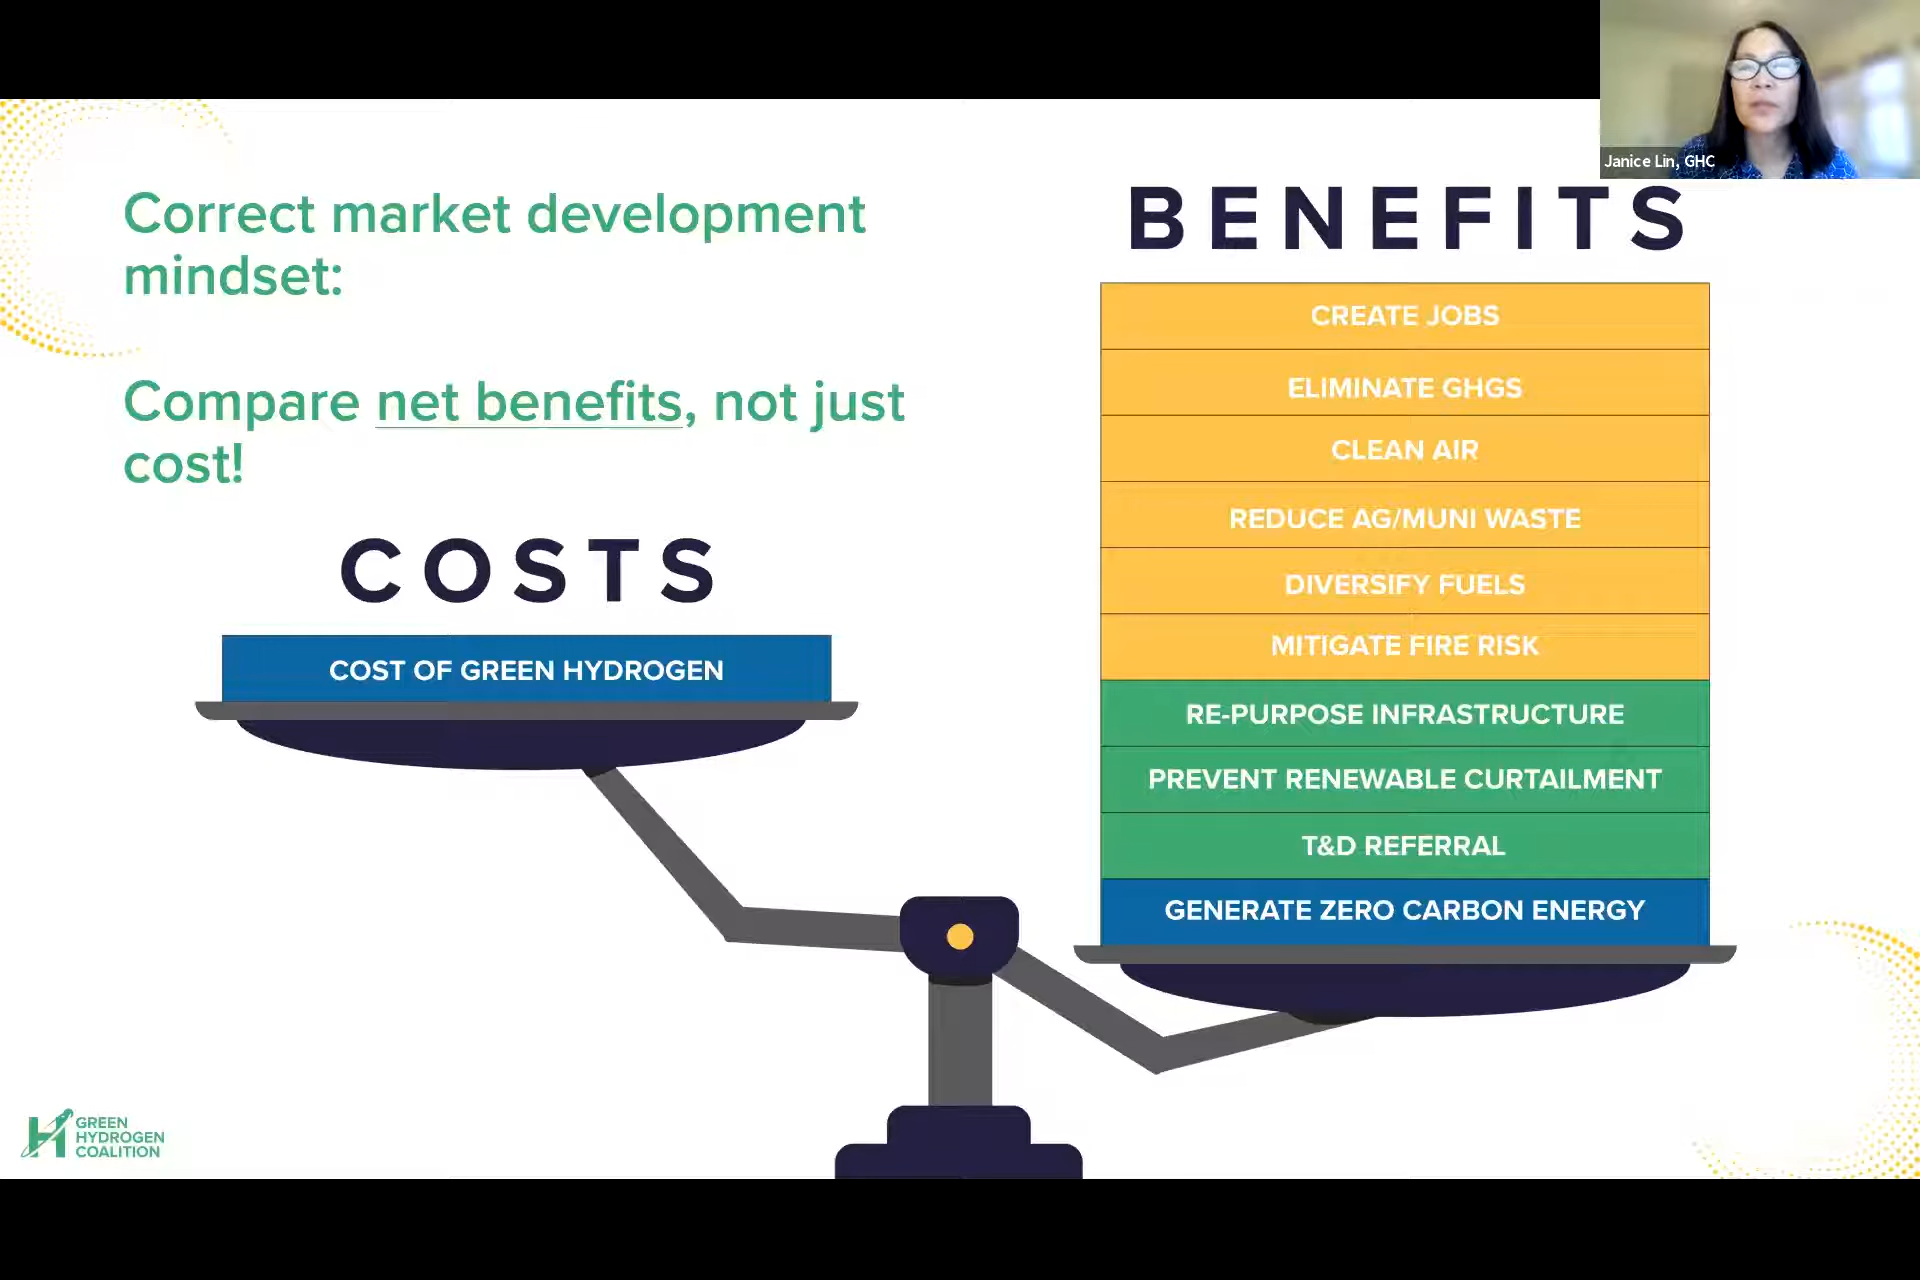 Janice Lin, GHC
Correct market development
mindset:
Compare net benefits, not just
cost!
COSTS
COST OF GREEN HYDROGEN
BENEFITS
CREATE JOBS
ELIMINATE GHGS
CLEAN AIR
REDUCE AG/MUNI WASTE
DIVERSIFY FUELS
MITIGATE FIRE RISK
RE-PURPOSE INFRASTRUCTURE
PREVENT RENEWABLE CURTAILMENT
T&D REFERRAL
GENERATE ZERO CARBON ENERGY
GREEN
HYDROGEN
COALITION